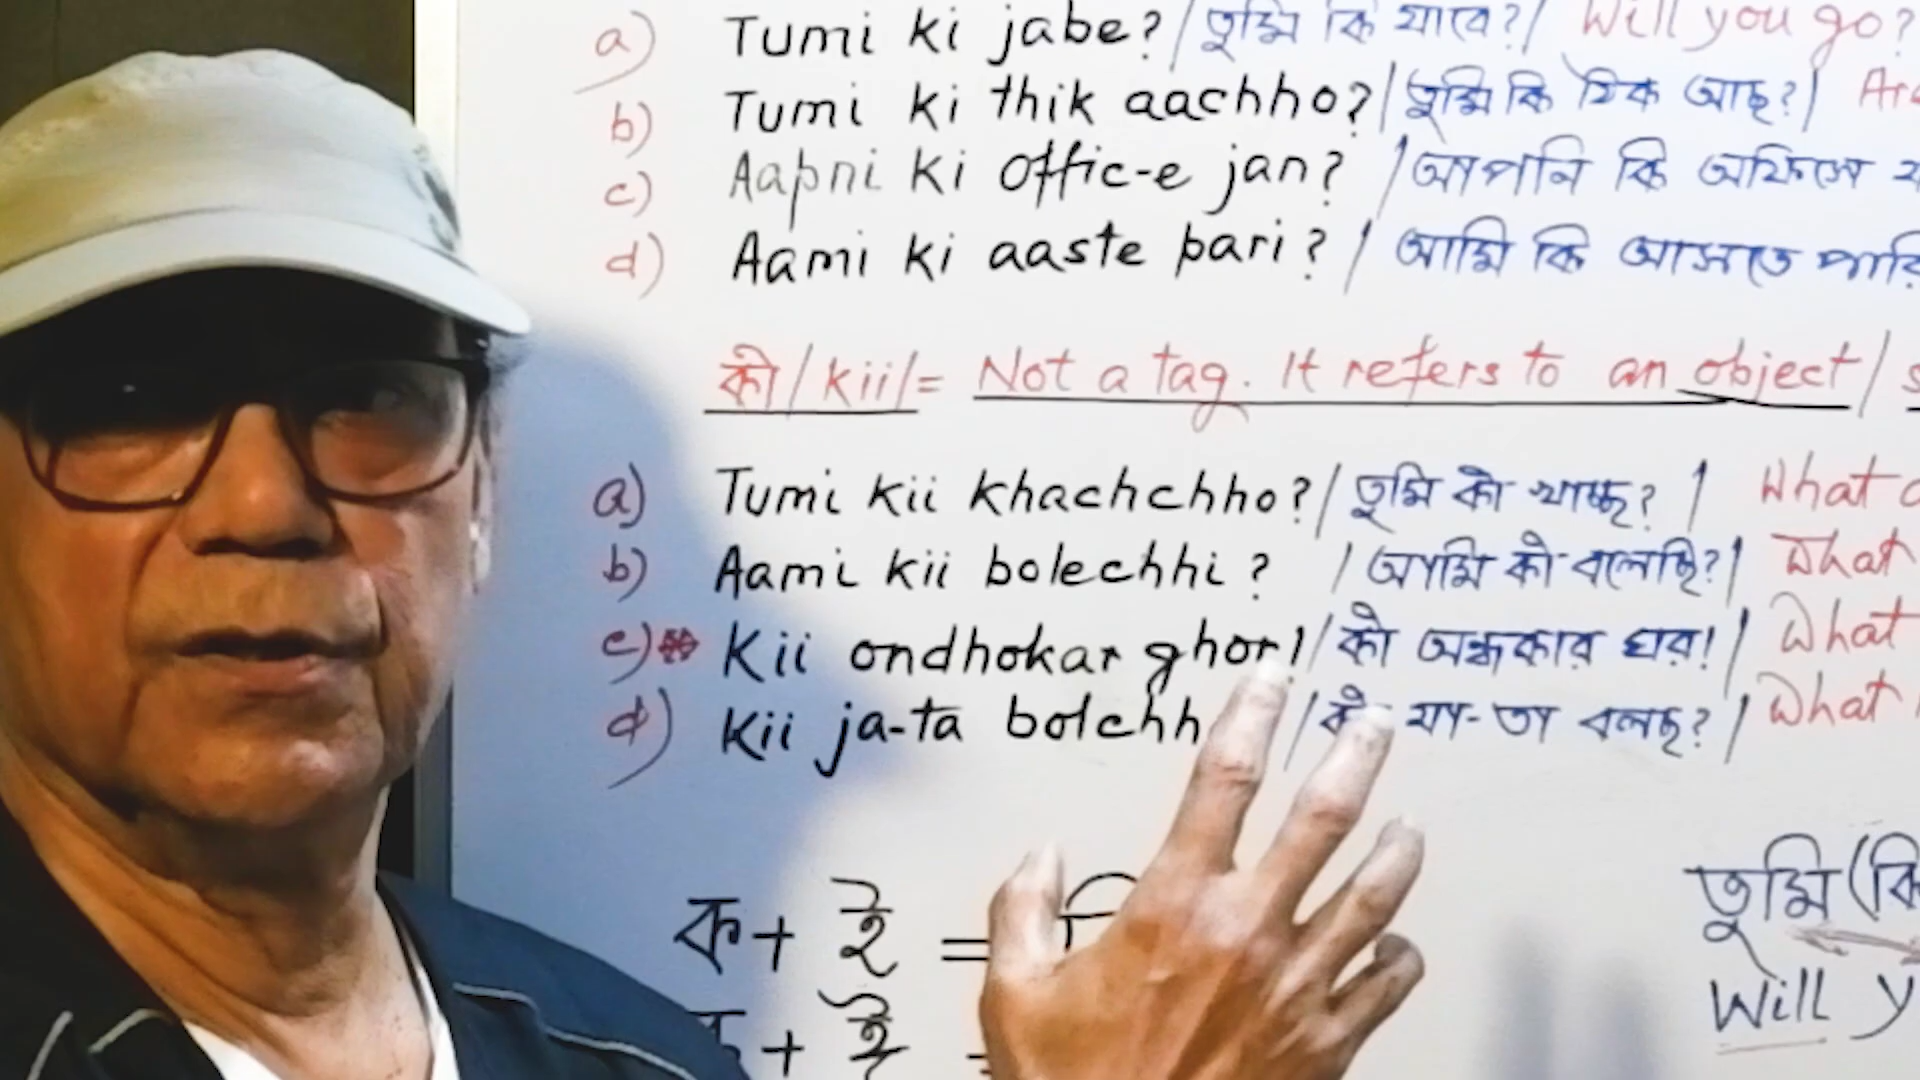 a) Tumi ki jabe? / তুমি কি যাবে? / Will you go?
b) Tumi ki thik aachho? / তুমি কি ঠিক আছ? /
c) Aapni ki offic-e jan? / আপনি কি অফিসে
d) Aami ki aaste pari? / আমি কি আসতে পারি
কী / kii / = Not a tag. It refers to an object /
a) Tumi kii khachchho? / তুমি কী খাচ্ছ? / What
b) Aami kii bolechhi? / আমি কী বলেছি? / What
c) Kii ondhokar ghor! / কী অন্ধকার ঘর! / What
d) Kii ja-ta bolchh / কী যা-তা বলছ? / What
ক + ই =
তুমি (কি
+ ই
Will y